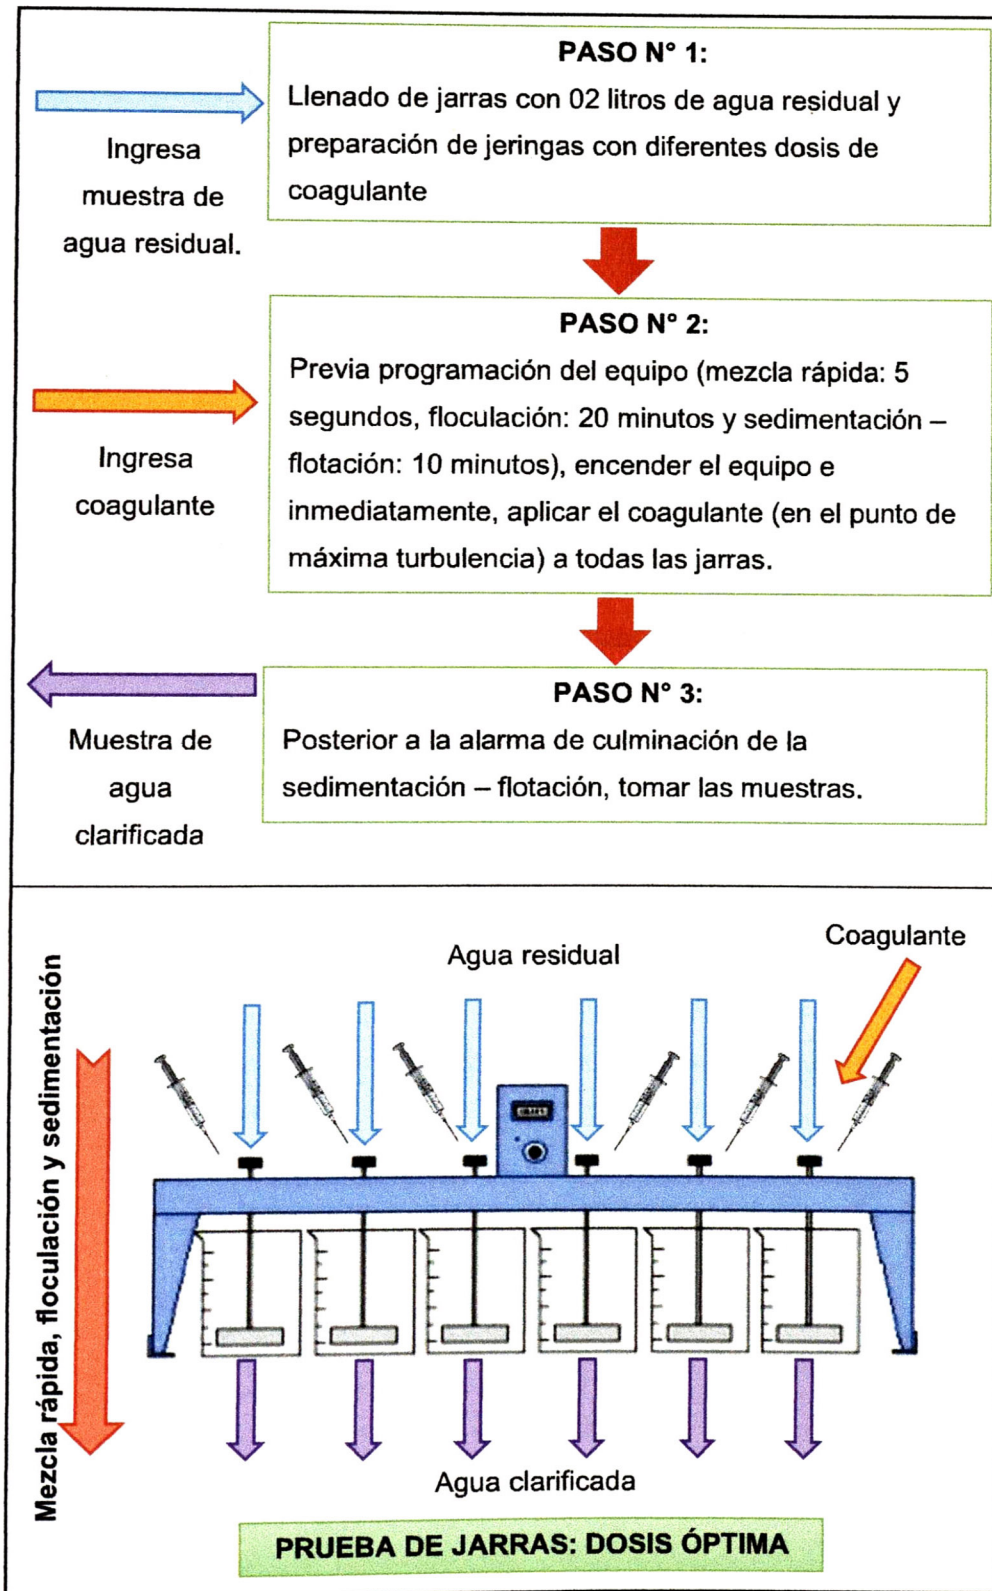 PASO N° 1:
Llenado de jarras con 02 litros de agua residual y
preparación de jeringas con diferentes dosis de
coagulante
Ingresa
muestra de
agua residual.
PASO N° 2:
Previa programación del equipo (mezcla rápida: 5
segundos, floculación: 20 minutos y sedimentación –
flotación: 10 minutos), encender el equipo e
inmediatamente, aplicar el coagulante (en el punto de
máxima turbulencia) a todas las jarras.
Ingresa
coagulante
PASO N° 3:
Posterior a la alarma de culminación de la
sedimentación – flotación, tomar las muestras.
Muestra de
agua
clarificada
Mezcla rápida, floculación y sedimentación
Agua residual
Coagulante
Agua clarificada
PRUEBA DE JARRAS: DOSIS ÓPTIMA